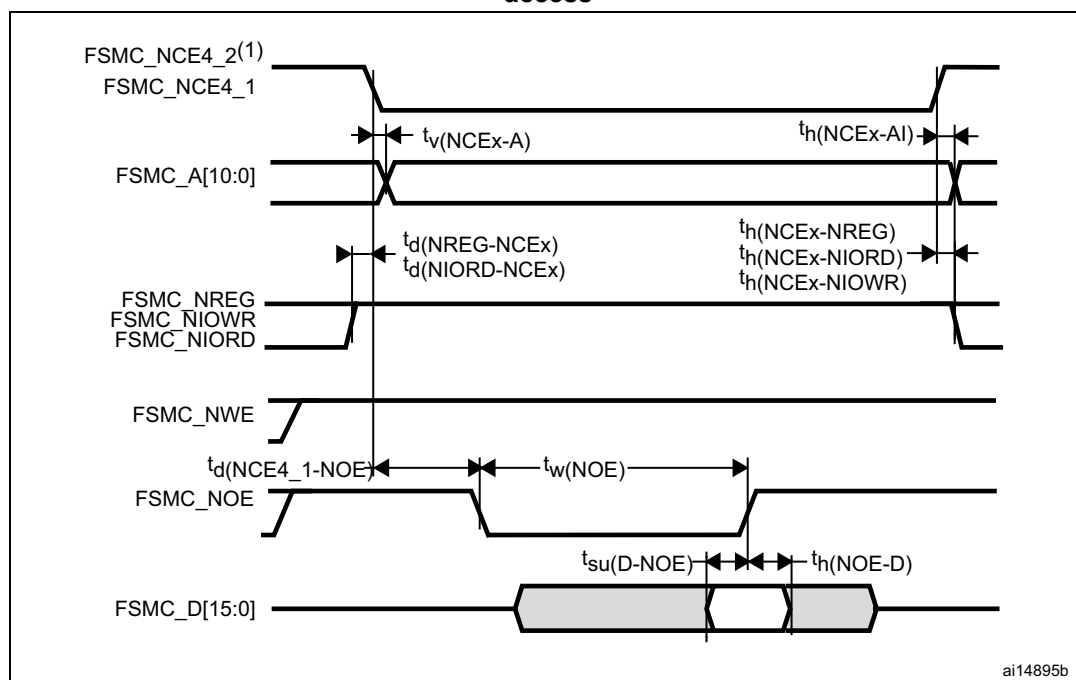 access
FSMC_NCE4_2(1)
FSMC_NCE4_1
tv(NCEx-A)
th(NCEx-AI)
FSMC_A[10:0]
td(NREG-NCEx)
td(NIORD-NCEx)
th(NCEx-NREG)
th(NCEx-NIORD)
th(NCEx-NIOWR)
FSMC_NREG
FSMC_NIOWR
FSMC_NIORD
FSMC_NWE
td(NCE4_1-NOE)
tw(NOE)
FSMC_NOE
tsu(D-NOE)
th(NOE-D)
FSMC_D[15:0]
ai14895b